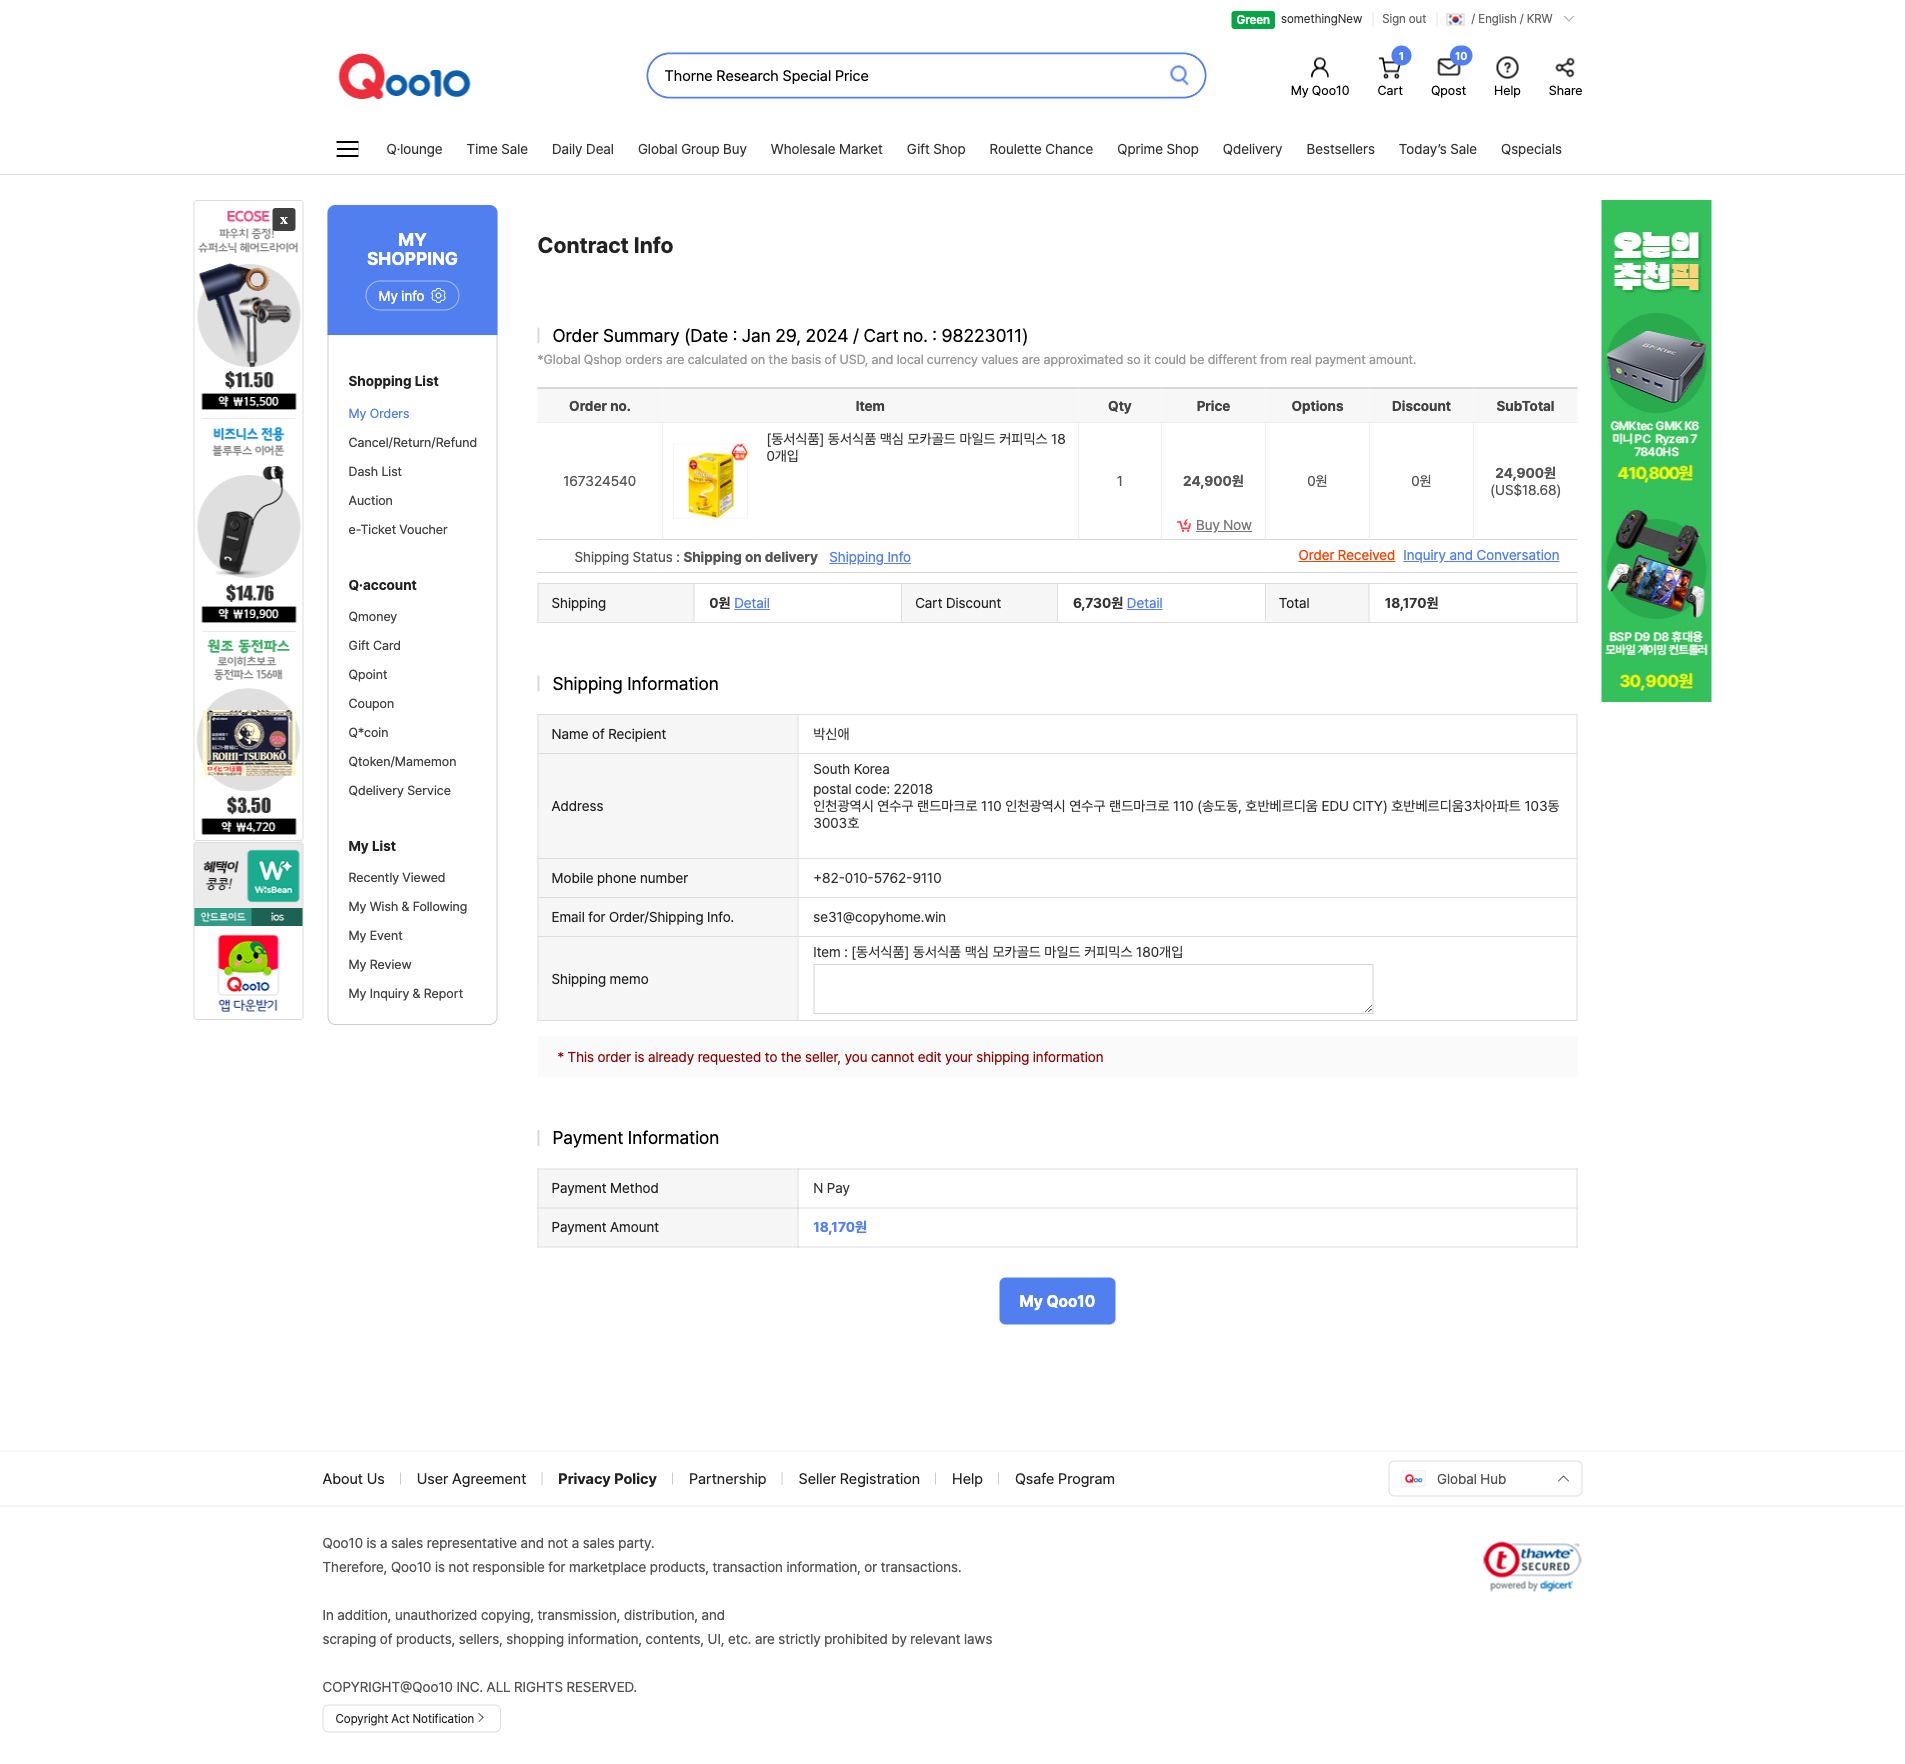 Green somethingNew Sign out / English / KRW
Qoo10
Thorne Research Special Price
1
10
My Qoo10 Cart Qpost Help Share
Q·lounge Time Sale Daily Deal Global Group Buy Wholesale Market Gift Shop Roulette Chance Qprime Shop Qdelivery Bestsellers Today's Sale Qspecials
ECOSE
x
파우치 증정!
슈퍼소닉 헤어드라이어
$11.50
약 ₩15,500
비즈니스 전용
블루투스 이어폰
$14.76
약 ₩19,900
원조 동전파스
로이히츠보코
동전파스 156매
ROIHI-TSUBOKO
$3.50
약 ₩4,720
혜택이
콩콩!
W+
WisBean
안드로이드 ios
Qoo10
앱 다운받기
MY
SHOPPING
My info
Shopping List
My Orders
Cancel/Return/Refund
Dash List
Auction
e-Ticket Voucher
Q·account
Qmoney
Gift Card
Qpoint
Coupon
Q*coin
Qtoken/Mamemon
Qdelivery Service
My List
Recently Viewed
My Wish & Following
My Event
My Review
My Inquiry & Report
Contract Info
Order Summary (Date : Jan 29, 2024 / Cart no. : 98223011)
*Global Qshop orders are calculated on the basis of USD, and local currency values are approximated so it could be different from real payment amount.
Order no. Item Qty Price Options Discount SubTotal
167324540
[동서식품] 동서식품 맥심 모카골드 마일드 커피믹스 18
0개입
1
24,900원
Buy Now
0원
0원
24,900원
(US$18.68)
Shipping Status : Shipping on delivery Shipping Info
Order Received Inquiry and Conversation
Shipping 0원 Detail Cart Discount 6,730원 Detail Total 18,170원
Shipping Information
Name of Recipient 박신애
Address
South Korea
postal code: 22018
인천광역시 연수구 랜드마크로 110 인천광역시 연수구 랜드마크로 110 (송도동, 호반베르디움 EDU CITY) 호반베르디움3차아파트 103동
3003호
Mobile phone number +82-010-5762-9110
Email for Order/Shipping Info. se31@copyhome.win
Shipping memo
Item : [동서식품] 동서식품 맥심 모카골드 마일드 커피믹스 180개입
* This order is already requested to the seller, you cannot edit your shipping information
Payment Information
Payment Method N Pay
Payment Amount 18,170원
My Qoo10
오늘의
추천픽
GMKtec
GMKtec GMK K6
미니 PC Ryzen 7
7840HS
410,800원
BSP D9 D8 휴대용
모바일 게이밍 컨트롤러
30,900원
About Us User Agreement Privacy Policy Partnership Seller Registration Help Qsafe Program
Qoo Global Hub
Qoo10 is a sales representative and not a sales party.
Therefore, Qoo10 is not responsible for marketplace products, transaction information, or transactions.
In addition, unauthorized copying, transmission, distribution, and
scraping of products, sellers, shopping information, contents, UI, etc. are strictly prohibited by relevant laws
COPYRIGHT@Qoo10 INC. ALL RIGHTS RESERVED.
Copyright Act Notification
thawte
SECURED
powered by digicert